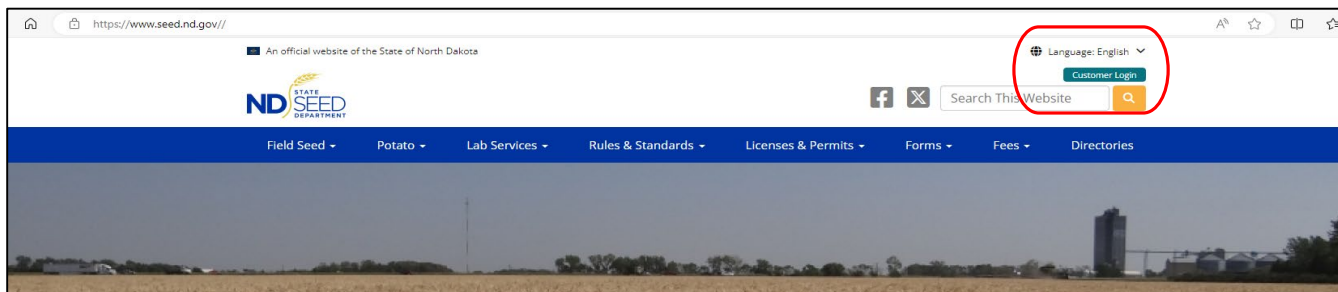 https://www.seed.nd.gov//
An official website of the State of North Dakota
Language: English
Customer Login
ND STATE SEED DEPARTMENT
Search This Website
Field Seed Potato Lab Services Rules & Standards Licenses & Permits Forms Fees Directories